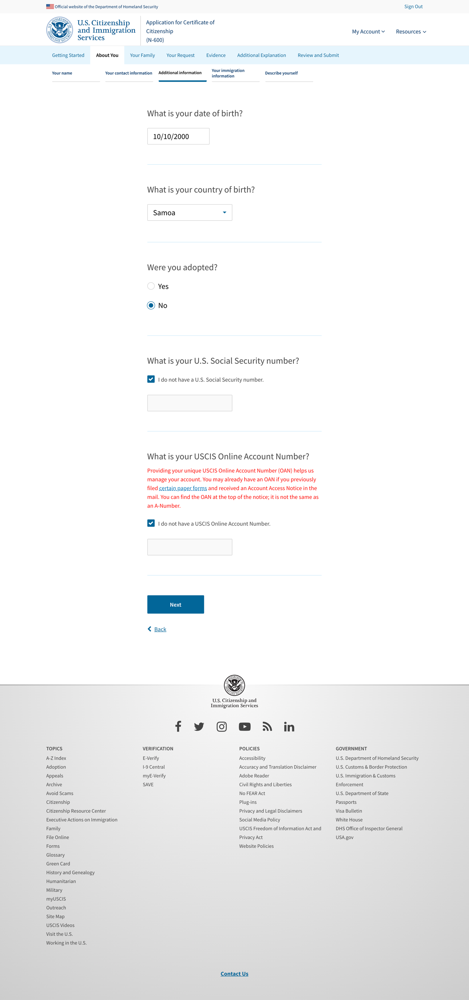 Official website of the Department of Homeland Security
Sign Out
U.S. Citizenship
and Immigration
Services
Application for Certificate of
Citizenship
(N-600)
My Account
Resources
Getting Started
About You
Your Family
Your Request
Evidence
Additional Explanation
Review and Submit
Your name
Your contact information
Additional information
Your immigration
information
Describe yourself
What is your date of birth?
10/10/2000
What is your country of birth?
Samoa
Were you adopted?
Yes
No
What is your U.S. Social Security number?
I do not have a U.S. Social Security number.
What is your USCIS Online Account Number?
Providing your unique USCIS Online Account Number (OAN) helps us
manage your account. You may already have an OAN if you previously
filed certain paper forms and received an Account Access Notice in the
mail. You can find the OAN at the top of the notice; it is not the same as
an A-Number.
I do not have a USCIS Online Account Number.
Next
Back
U.S. Citizenship and
Immigration Services
TOPICS
A-Z Index
Adoption
Appeals
Archive
Avoid Scams
Citizenship
Citizenship Resource Center
Executive Actions on Immigration
Family
File Online
Forms
Glossary
Green Card
History and Genealogy
Humanitarian
Military
myUSCIS
Outreach
Site Map
USCIS Videos
Visit the U.S.
Working in the U.S.
VERIFICATION
E-Verify
I-9 Central
myE-Verify
SAVE
POLICIES
Accessibility
Accuracy and Translation Disclaimer
Adobe Reader
Civil Rights and Liberties
No FEAR Act
Plug-ins
Privacy and Legal Disclaimers
Social Media Policy
USCIS Freedom of Information Act and
Privacy Act
Website Policies
GOVERNMENT
U.S. Department of Homeland Security
U.S. Customs & Border Protection
U.S. Immigration & Customs
Enforcement
U.S. Department of State
Passports
Visa Bulletin
White House
DHS Office of Inspector General
USA.gov
Contact Us